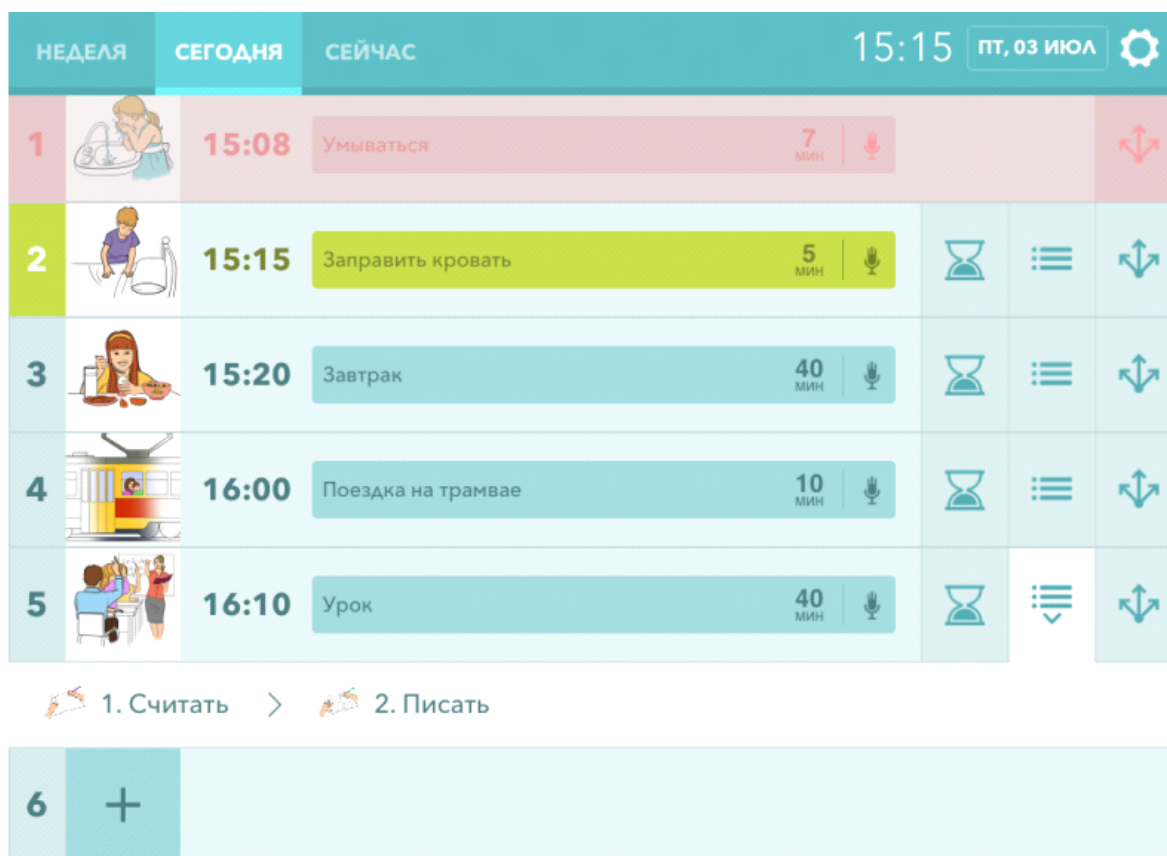 НЕДЕЛЯ СЕГОДНЯ СЕЙЧАС 15:15 ПТ, 03 ИЮЛ
1 15:08 Умываться 7 МИН
2 15:15 Заправить кровать 5 МИН
3 15:20 Завтрак 40 МИН
4 16:00 Поездка на трамвае 10 МИН
5 16:10 Урок 40 МИН
1. Считать > 2. Писать
6 +